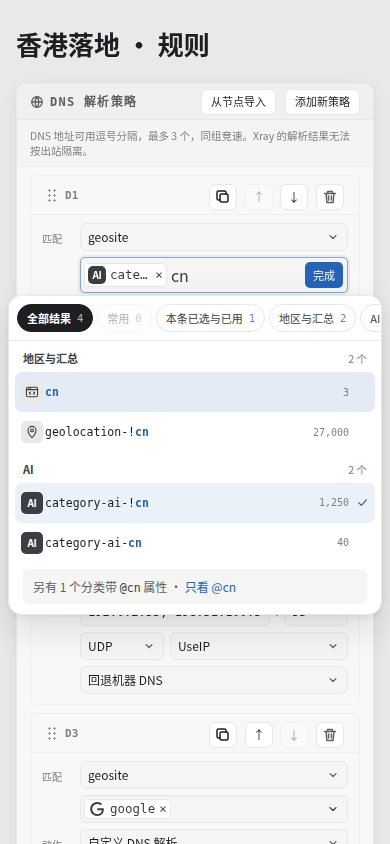 香港落地 · 规则
DNS 解析策略
从节点导入
添加新策略
DNS 地址可用逗号分隔，最多 3 个，同组竞速。Xray 的解析结果无法
按出站隔离。
D1
匹配
geosite
AI cate… × cn
完成
全部结果 4
常用 0
本条已选与已用 1
地区与汇总 2
AI
地区与汇总
2 个
cn
3
geolocation-!cn
27,000
AI
2 个
AI category-ai-!cn
1,250
AI category-ai-cn
40
另有 1 个分类带 @cn 属性 · 只看 @cn
UDP
UseIP
回退机器 DNS
D3
匹配
geosite
google ×
动作
自定义 DNS 解析